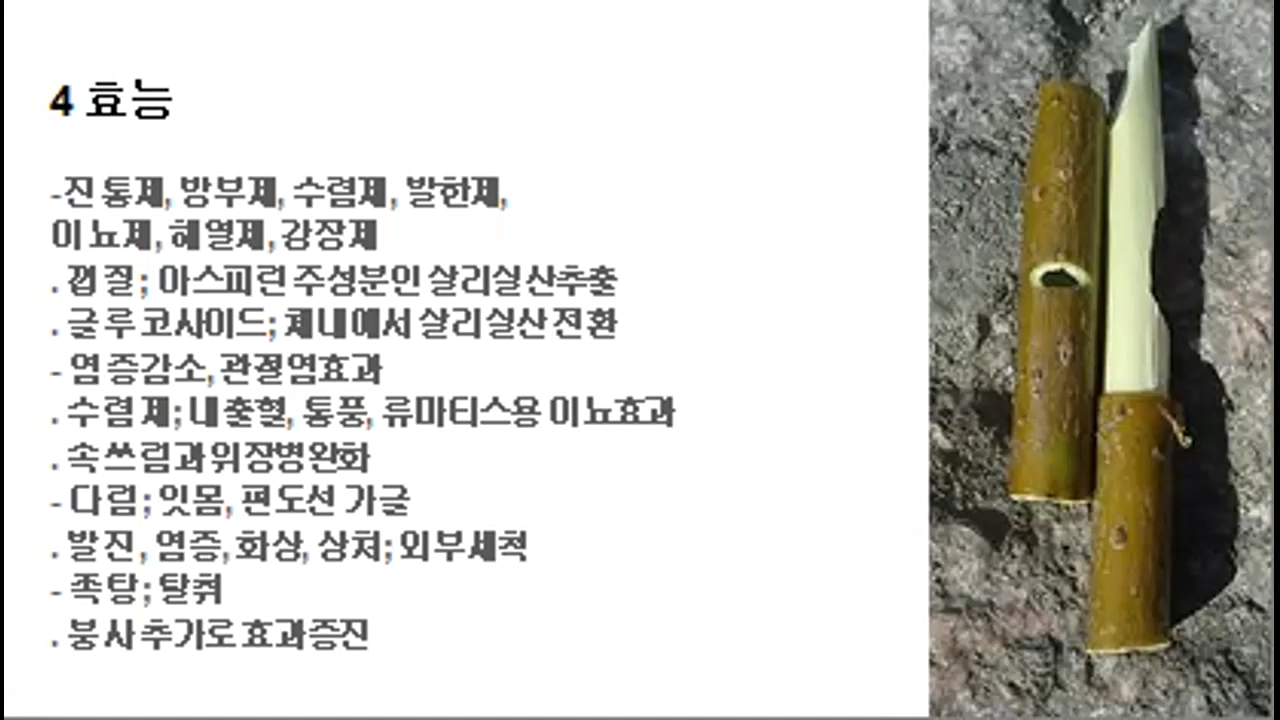 4 효능
-진통제, 방부제, 수렴제, 발한제,
이뇨제, 해열제, 강장제
. 껍질; 아스피린 주성분인 살리실산추출
. 글루코사이드; 체내에서 살리실산 전환
- 염증감소, 관절염효과
. 수렴제; 내출혈, 통풍, 류마티스용 이뇨효과
. 속쓰림과 위장병완화
- 다림; 잇몸, 편도선 가글
. 발진, 염증, 화상, 상처; 외부세척
- 족탕; 탈취
. 붕사추가로 효과증진